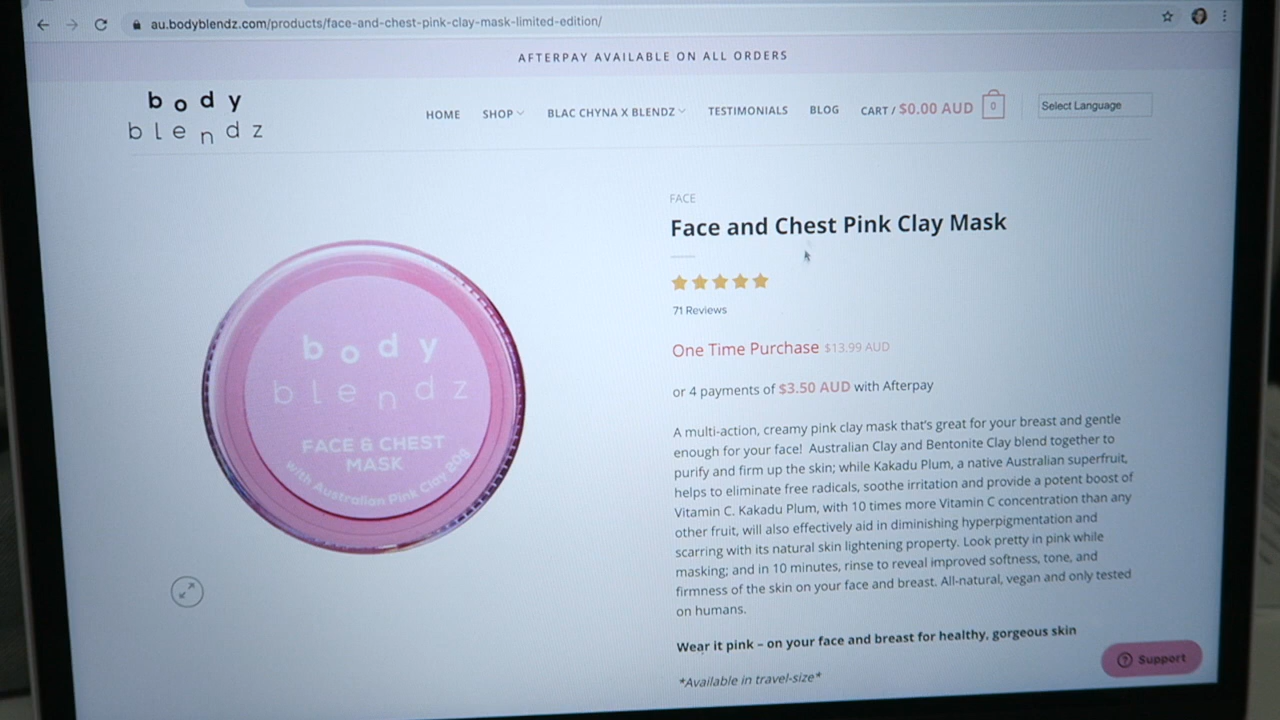 au.bodyblendz.com/products/face-and-chest-pink-clay-mask-limited-edition/
AFTERPAY AVAILABLE ON ALL ORDERS
body
blendz
HOME SHOP BLAC CHYNA X BLENDZ TESTIMONIALS BLOG CART / $0.00 AUD 0 Select Language
FACE
Face and Chest Pink Clay Mask
71 Reviews
One Time Purchase $13.99 AUD
or 4 payments of $3.50 AUD with Afterpay
A multi-action, creamy pink clay mask that's great for your breast and gentle
enough for your face! Australian Clay and Bentonite Clay blend together to
purify and firm up the skin; while Kakadu Plum, a native Australian superfruit,
helps to eliminate free radicals, soothe irritation and provide a potent boost of
Vitamin C. Kakadu Plum, with 10 times more Vitamin C concentration than any
other fruit, will also effectively aid in diminishing hyperpigmentation and
scarring with its natural skin lightening property. Look pretty in pink while
masking; and in 10 minutes, rinse to reveal improved softness, tone, and
firmness of the skin on your face and breast. All-natural, vegan and only tested
on humans.
Wear it pink – on your face and breast for healthy, gorgeous skin
*Available in travel-size*
body
blendz
FACE & CHEST
MASK
with Australian Pink Clay 20g
Support